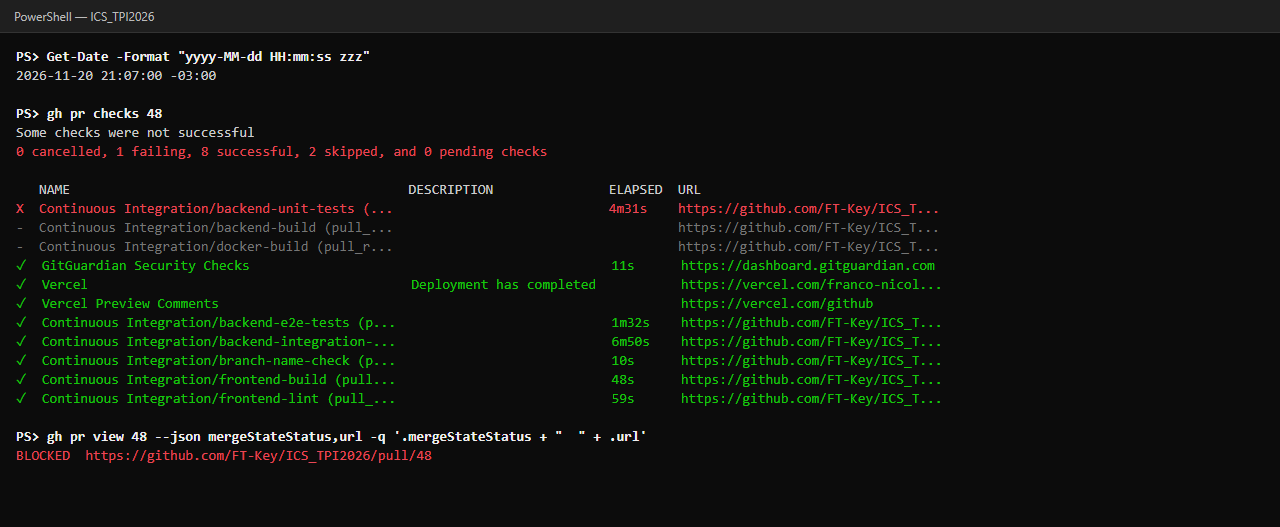 PowerShell — ICS_TPI2026
PS> Get-Date -Format "yyyy-MM-dd HH:mm:ss zzz"
2026-11-20 21:07:00 -03:00
PS> gh pr checks 48
Some checks were not successful
0 cancelled, 1 failing, 8 successful, 2 skipped, and 0 pending checks
NAME DESCRIPTION ELAPSED URL
X Continuous Integration/backend-unit-tests (... 4m31s https://github.com/FT-Key/ICS_T...
- Continuous Integration/backend-build (pull_... https://github.com/FT-Key/ICS_T...
- Continuous Integration/docker-build (pull_r... https://github.com/FT-Key/ICS_T...
✓ GitGuardian Security Checks 11s https://dashboard.gitguardian.com
✓ Vercel Deployment has completed https://vercel.com/franco-nicol...
✓ Vercel Preview Comments https://vercel.com/github
✓ Continuous Integration/backend-e2e-tests (p... 1m32s https://github.com/FT-Key/ICS_T...
✓ Continuous Integration/backend-integration-... 6m50s https://github.com/FT-Key/ICS_T...
✓ Continuous Integration/branch-name-check (p... 10s https://github.com/FT-Key/ICS_T...
✓ Continuous Integration/frontend-build (pull... 48s https://github.com/FT-Key/ICS_T...
✓ Continuous Integration/frontend-lint (pull_... 59s https://github.com/FT-Key/ICS_T...
PS> gh pr view 48 --json mergeStateStatus,url -q '.mergeStateStatus + "  " + .url'
BLOCKED  https://github.com/FT-Key/ICS_TPI2026/pull/48